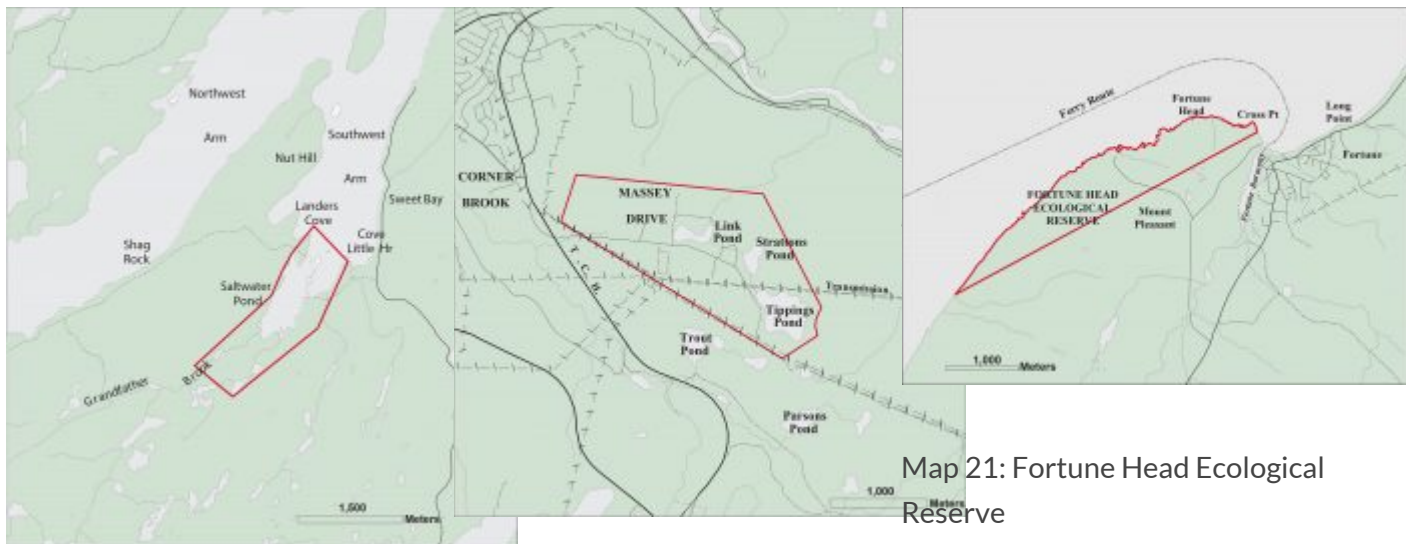 Northwest
Arm
Southwest
Nut Hill
Arm
Sweet Bay
Landers
Cove
Cove
Little Hr
Shag
Rock
Saltwater
Pond
Grandfather
Brook
1,500
Meters
CORNER
BROOK
MASSEY
DRIVE
Link
Pond
Strattons
Pond
T. C. H.
Transmission
Tippings
Pond
Trout
Pond
Parsons
Pond
1,000
Meters
Ferry Route
Fortune
Head
Cross Pt
Long
Point
Fortune
FORTUNE HEAD
ECOLOGICAL
RESERVE
Mount
Pleasant
1,000
Meters
Map 21: Fortune Head Ecological
Reserve